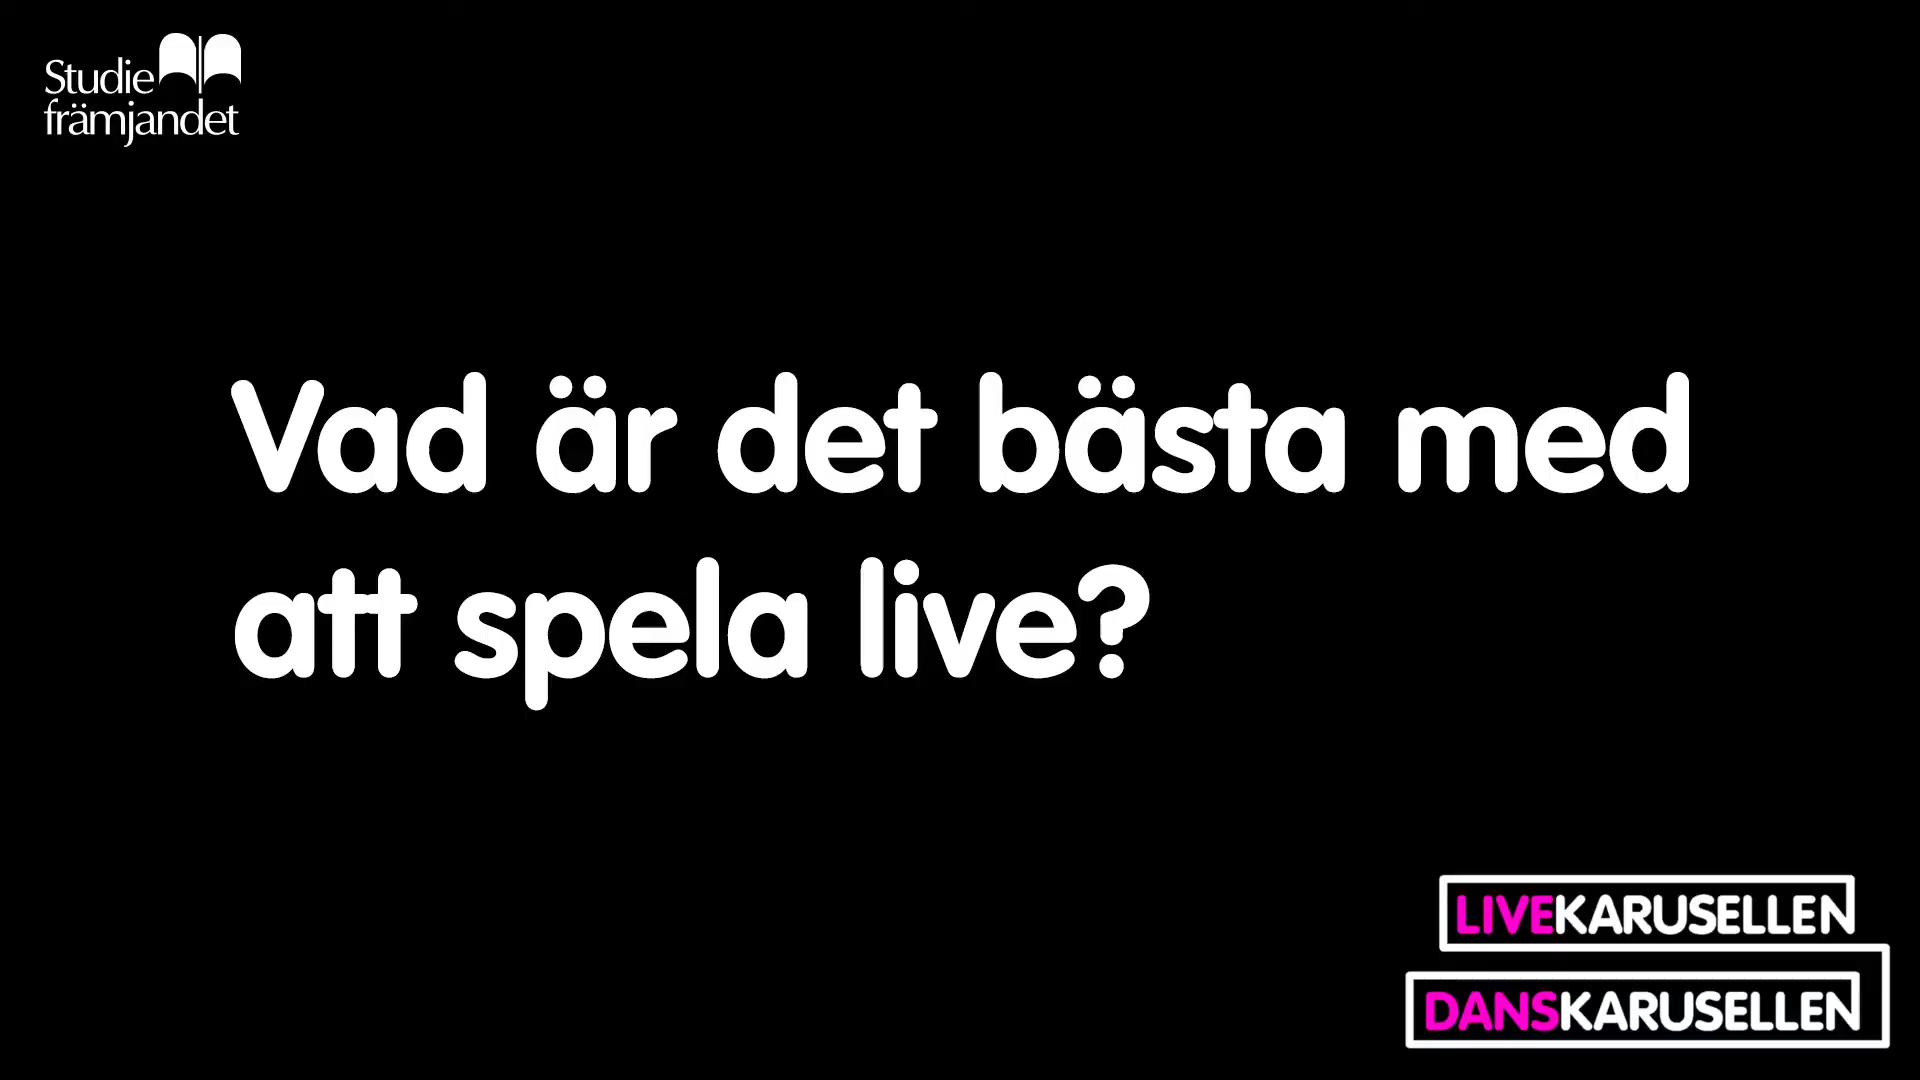 Studie
främjandet
Vad är det bästa med
att spela live?
LIVEKARUSELLEN
DANSKARUSELLEN